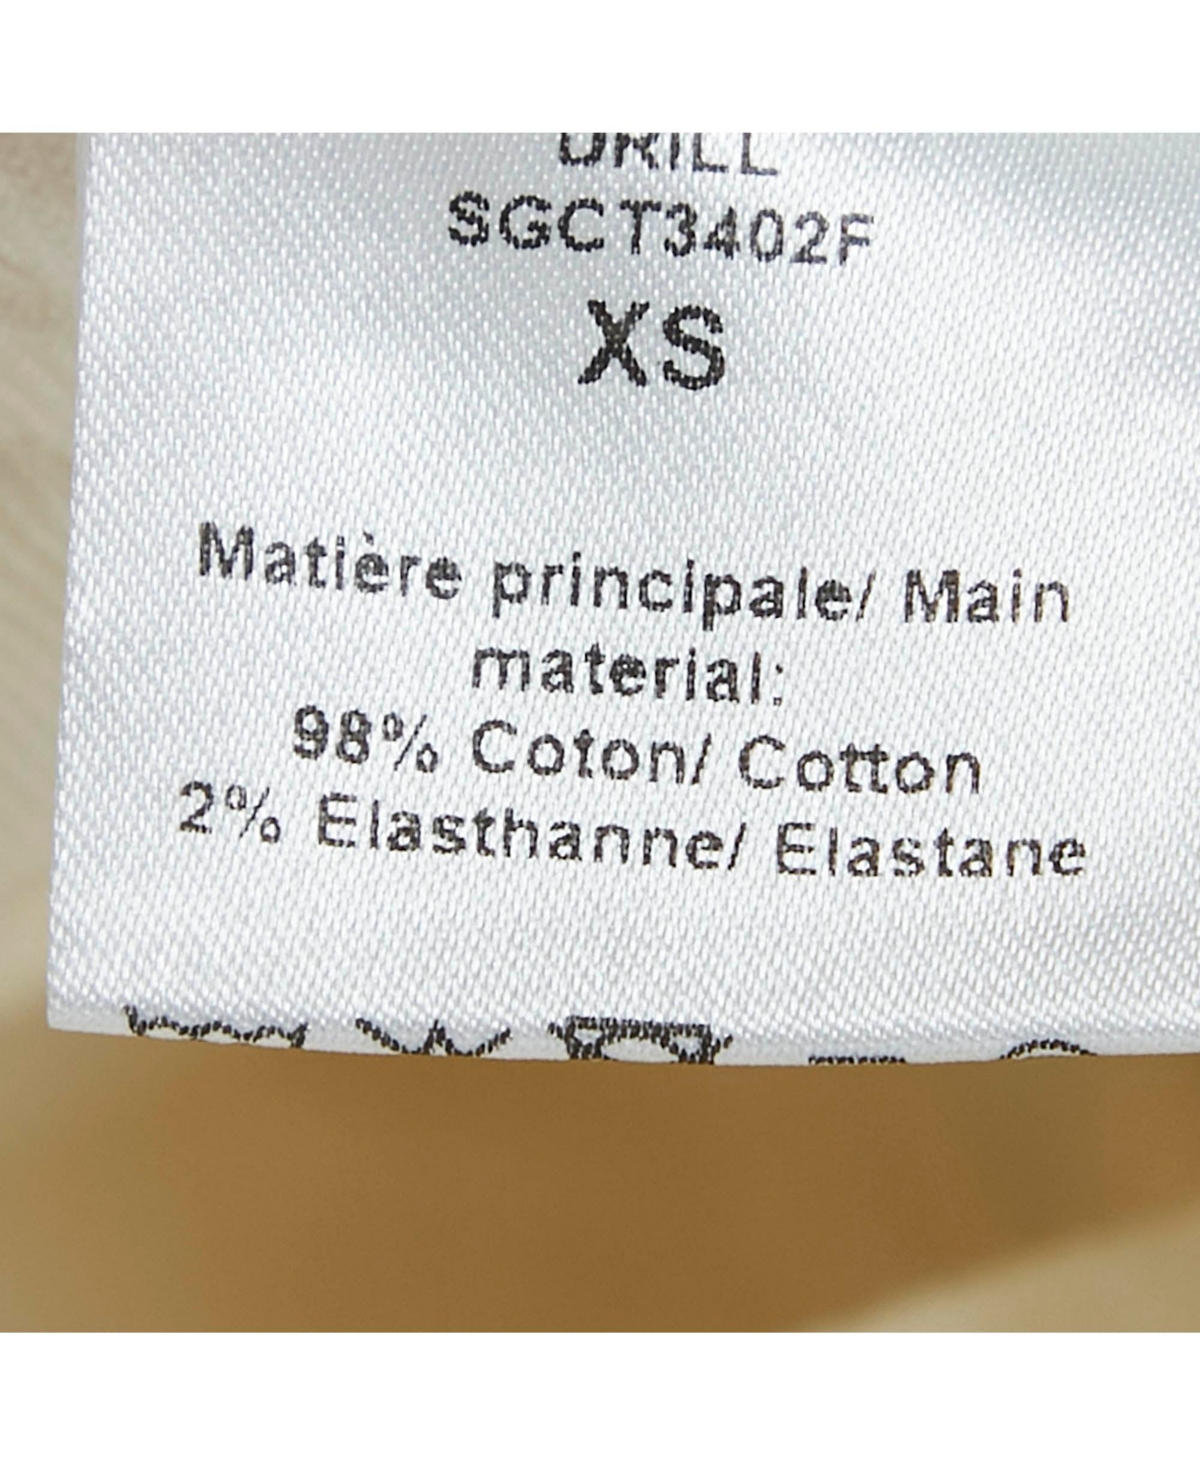 DRILL
SGCT3402F
XS
Matière principale/ Main
material:
98% Coton/ Cotton
2% Elasthanne/ Elastane